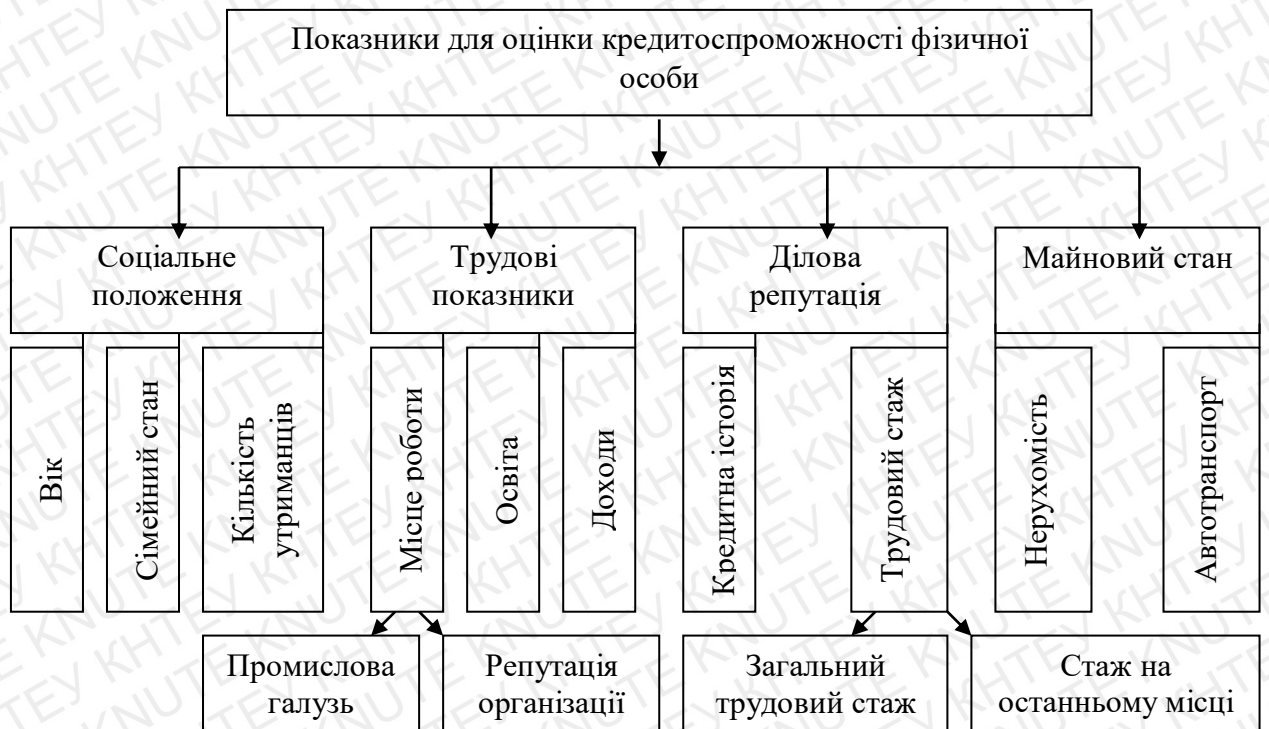 Показники для оцінки кредитоспроможності фізичної
особи
Соціальне
положення
Трудові
показники
Ділова
репутація
Майновий стан
Вік
Сімейний стан
Кількість
утриманців
Місце роботи
Освіта
Доходи
Кредитна історія
Трудовий стаж
Нерухомість
Автотранспорт
Промислова
галузь
Репутація
організації
Загальний
трудовий стаж
Стаж на
останньому місці